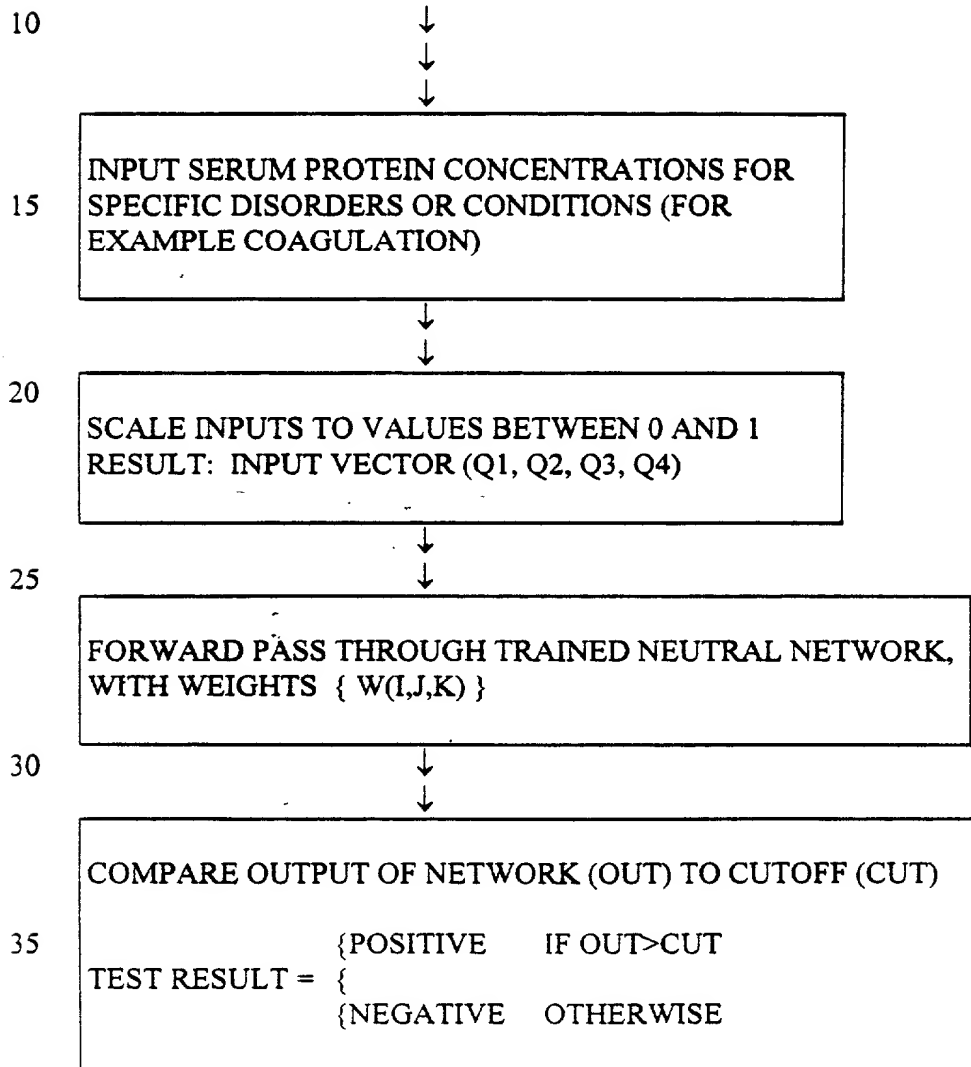 10
↓
↓
↓
INPUT SERUM PROTEIN CONCENTRATIONS FOR
15 SPECIFIC DISORDERS OR CONDITIONS (FOR
EXAMPLE COAGULATION)
↓
↓
20
SCALE INPUTS TO VALUES BETWEEN 0 AND 1
RESULT: INPUT VECTOR (Q1, Q2, Q3, Q4)
↓
25 ↓
FORWARD PASS THROUGH TRAINED NEUTRAL NETWORK,
WITH WEIGHTS { W(I,J,K) }
30 ↓
↓
COMPARE OUTPUT OF NETWORK (OUT) TO CUTOFF (CUT)
35 {POSITIVE IF OUT>CUT
TEST RESULT = {
{NEGATIVE OTHERWISE